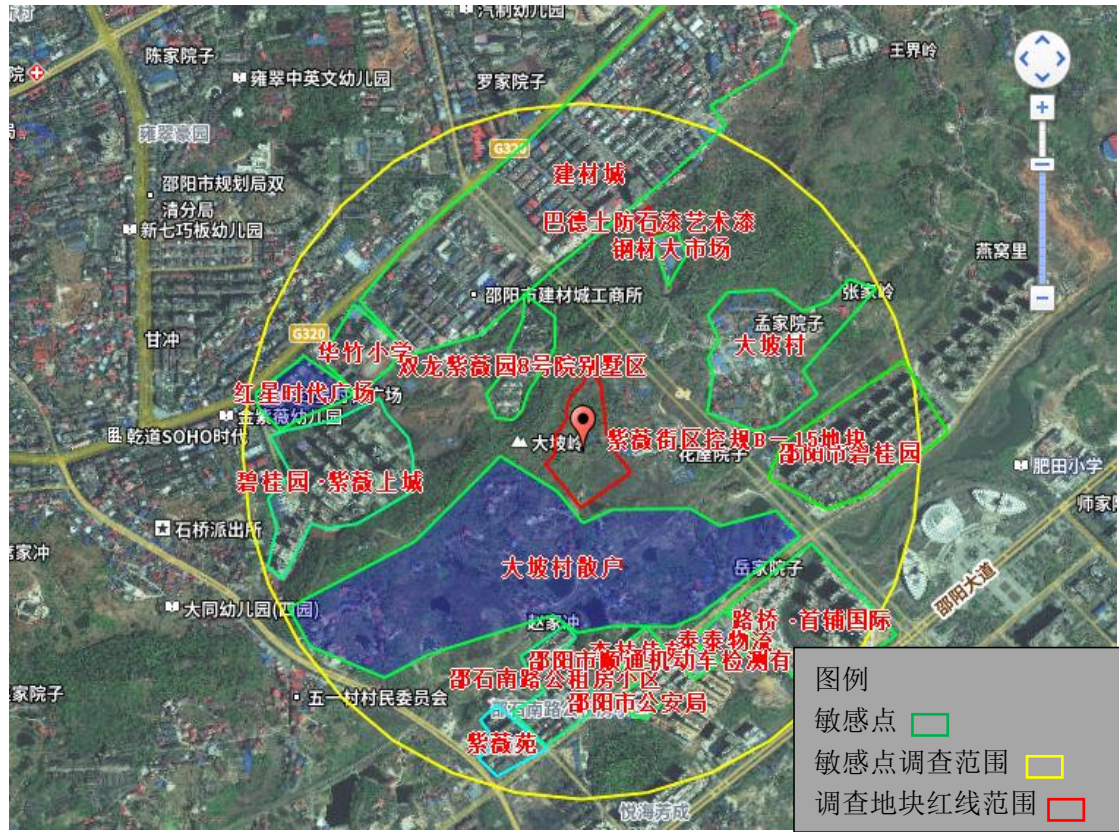 汽制幼儿园
陈家院子
王界岭
院
雍翠中英文幼儿园
罗家院子
雍翠豪园
G320
建材城
邵阳市规划局双
清分局
新七巧板幼儿园
巴德士防石漆艺术漆
钢材大市场
燕窝里
邵阳市建材城工商所
张家岭
孟家院子
G320
甘冲
华竹小学
大坡村
双龙紫薇园8号院别墅区
红星时代广场
广场
金紫薇幼儿园
乾道SOHO时代
大坡岭
紫薇街区控规B-15地块
花屋院子
邵阳市碧桂园
肥田小学
碧桂园·紫薇上城
师家
石桥派出所
家冲
大坡村散户
岳家院子
邵阳大道
大同幼儿园(四园)
赵家冲
路桥·首辅国际
泰泰物流
邵阳市顺通机动车检测有
邵石南路公租房小区
家院子
五一村村民委员会
邵阳市公安局
邵石南路公
紫薇苑
悦海芳成
图例
敏感点
敏感点调查范围
调查地块红线范围